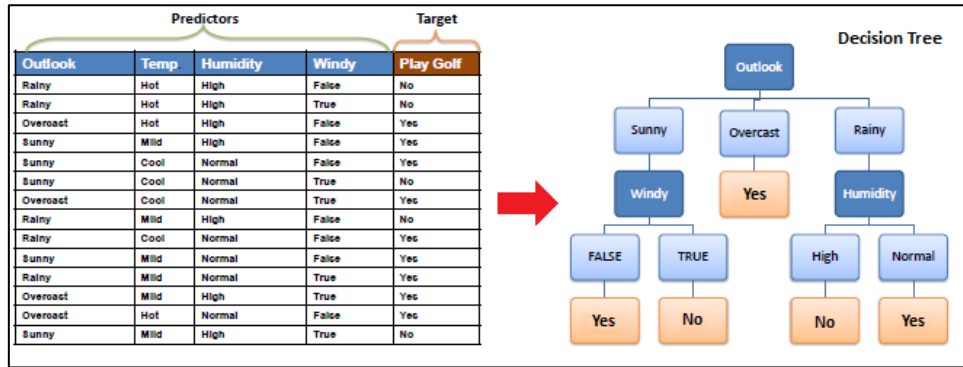 Predictors Target
Outlook Temp Humidity Windy Play Golf
Rainy Hot High False No
Rainy Hot High True No
Overcast Hot High False Yes
Sunny Mild High False Yes
Sunny Cool Normal False Yes
Sunny Cool Normal True No
Overcast Cool Normal True Yes
Rainy Mild High False No
Rainy Cool Normal False Yes
Sunny Mild Normal False Yes
Rainy Mild Normal True Yes
Overcast Mild High True Yes
Overcast Hot Normal False Yes
Sunny Mild High True No
Decision Tree
Outlook
Sunny Overcast Rainy
Windy Yes Humidity
FALSE TRUE High Normal
Yes No No Yes